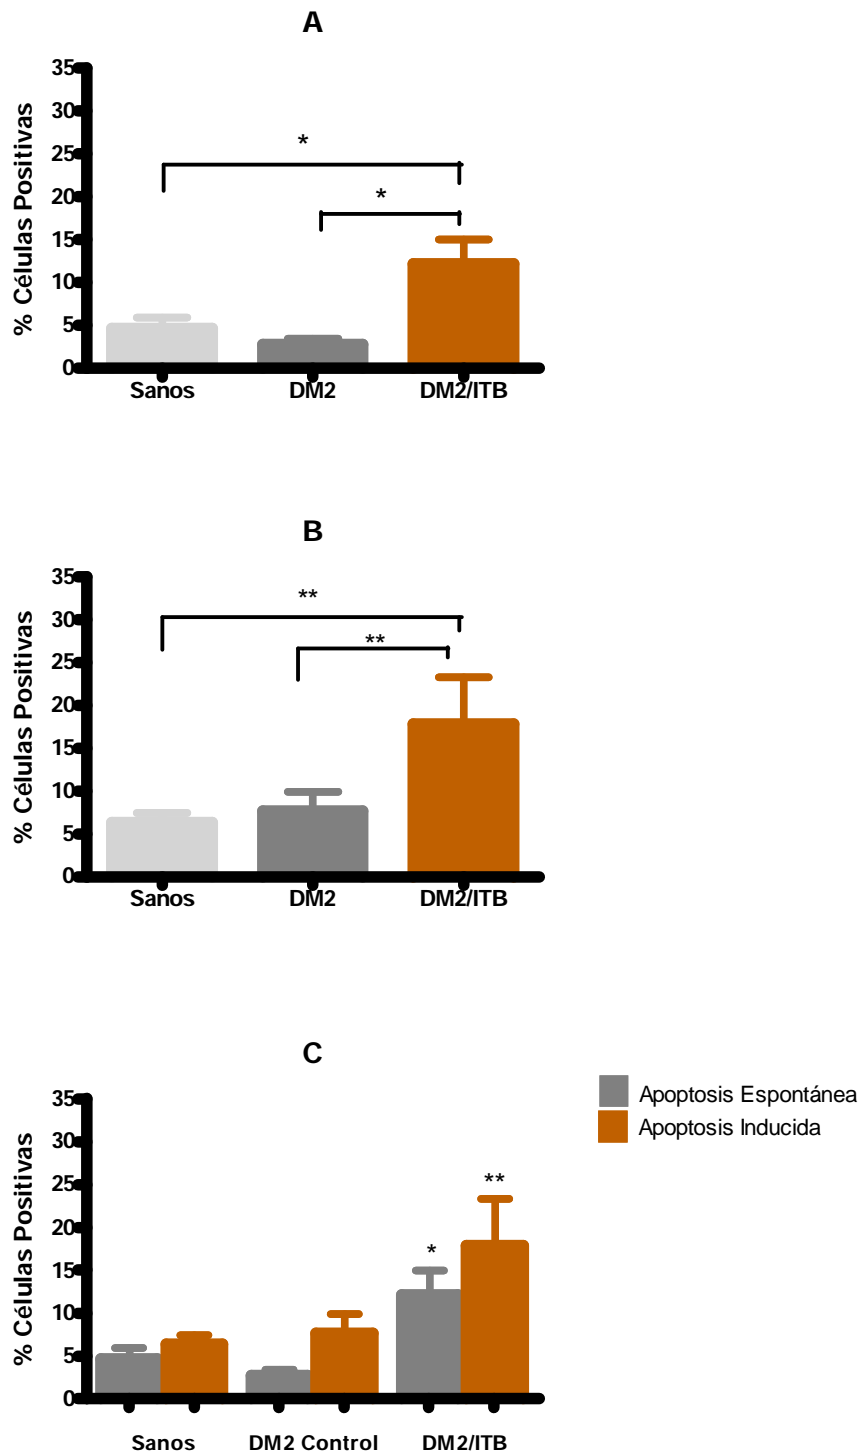 A
% Células Positivas
35
30
25
20
15
10
5
0
*
*
Sanos DM2 DM2/ITB
B
% Células Positivas
35
30
25
20
15
10
5
0
**
**
Sanos DM2 DM2/ITB
C
% Células Positivas
35
30
25
20
15
10
5
0
*
**
Sanos DM2 Control DM2/ITB
Apoptosis Espontánea
Apoptosis Inducida